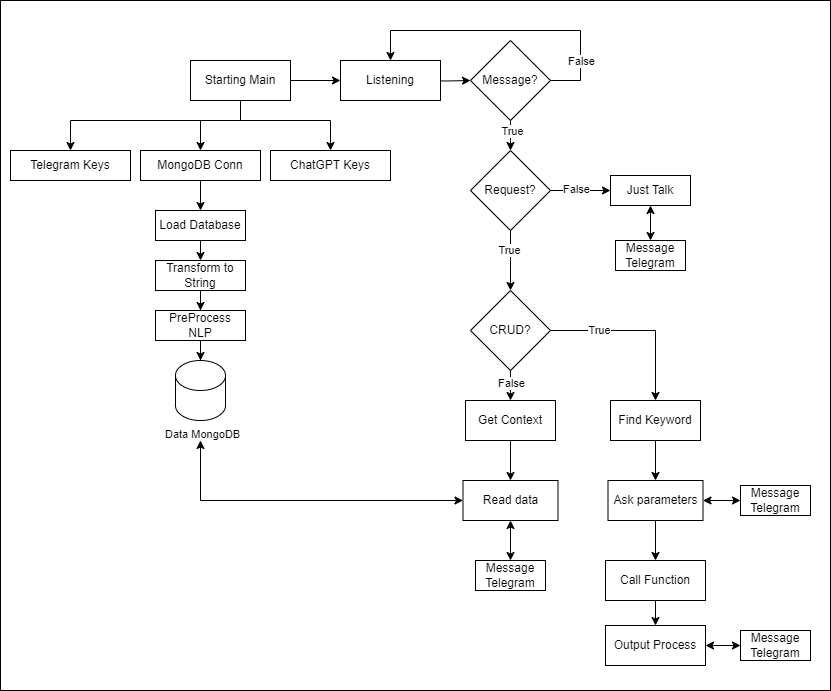 Starting Main
Listening
Message?
False
True
Telegram Keys
MongoDB Conn
ChatGPT Keys
Request?
False
Just Talk
Message
Telegram
True
Load Database
Transform to
String
PreProcess
NLP
Data MongoDB
CRUD?
True
False
Get Context
Find Keyword
Read data
Ask parameters
Message
Telegram
Message
Telegram
Call Function
Output Process
Message
Telegram